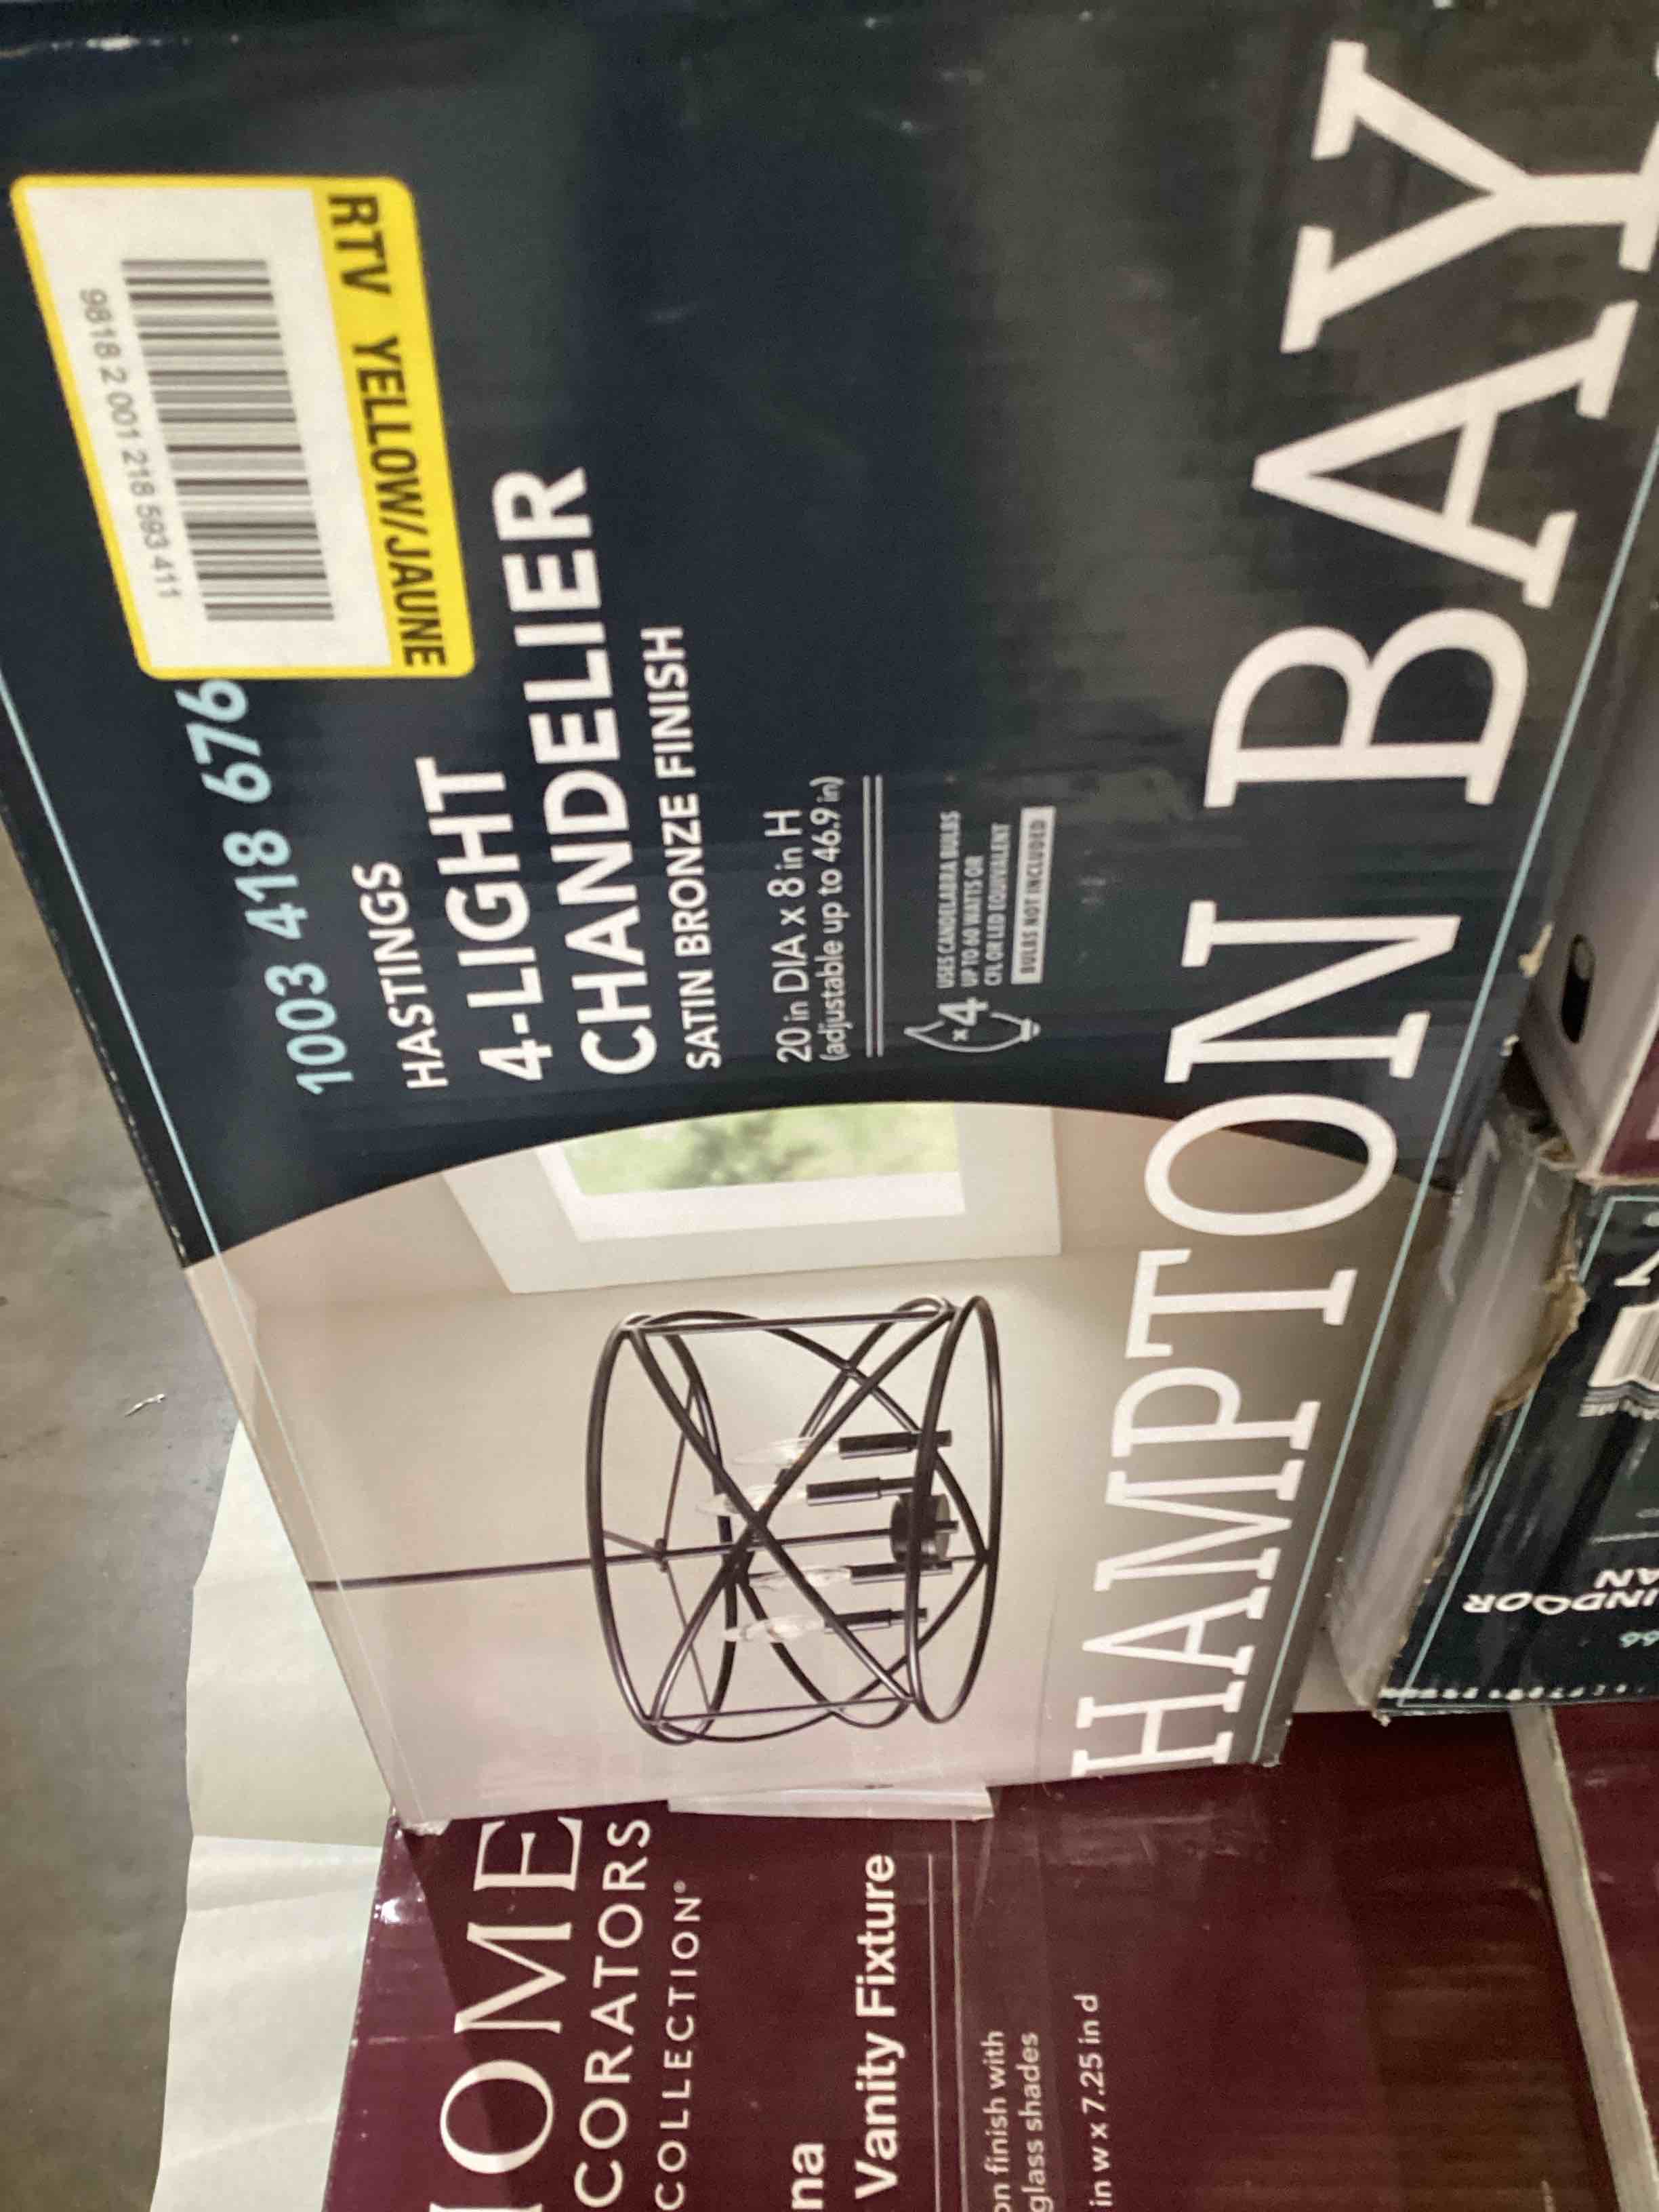 9818 2 001 218 593 411
RTV YELLOW/JAUNE
1003 418 676
HASTINGS
4-LIGHT
CHANDELIER
SATIN BRONZE FINISH
20 in DIA x 8 in H
(adjustable up to 46.9 in)
x4
USES CANDELABRA BULBS
UP TO 60 WATTS OR
CFL OR LED EQUIVALENT
BULBS NOT INCLUDED
HAMPTON BAY
OME
CORATORS
COLLECTION®
na
Vanity Fixture
on finish with
glass shades
in w x 7.25 in d
INDOOR
AN